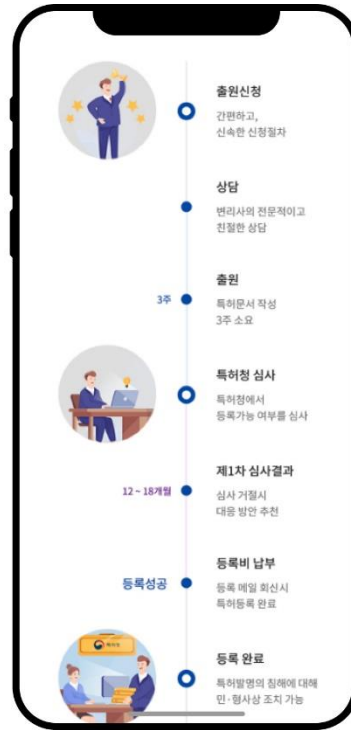 출원신청
간편하고,
신속한 신청절차
상담
변리사의 전문적이고
친절한 상담
3주
출원
특허문서 작성
3주 소요
특허청 심사
특허청에서
등록가능 여부를 심사
12 ~ 18개월
제1차 심사결과
심사 거절시
대응 방안 추천
등록성공
등록비 납부
등록 메일 회신시
특허등록 완료
등록 완료
특허발명의 침해에 대해
민·형사상 조치 가능